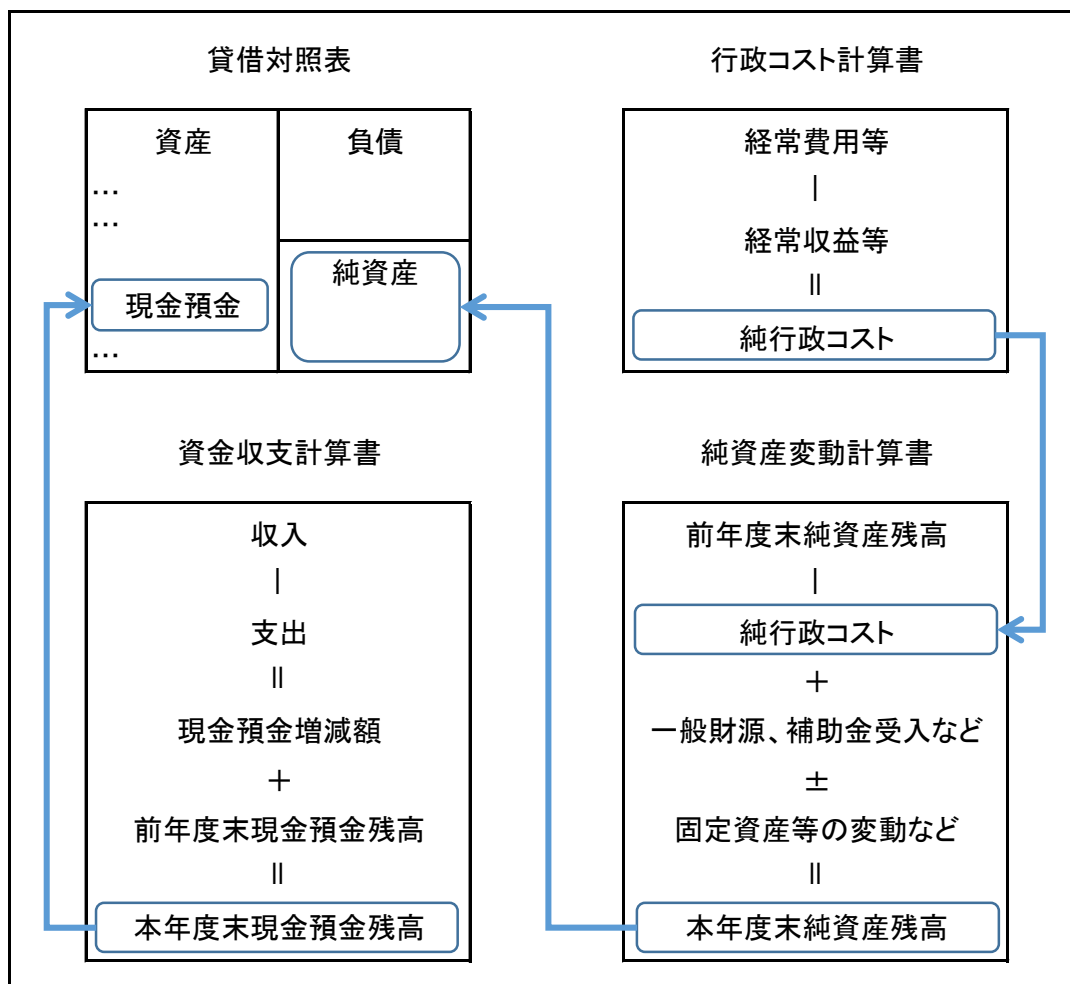 貸借対照表
資産
負債
…
…
現金預金
…
純資産
行政コスト計算書
経常費用等
|
経常収益等
||
純行政コスト
資金収支計算書
収入
|
支出
||
現金預金増減額
＋
前年度末現金預金残高
||
本年度末現金預金残高
純資産変動計算書
前年度末純資産残高
|
純行政コスト
＋
一般財源、補助金受入など
±
固定資産等の変動など
||
本年度末純資産残高